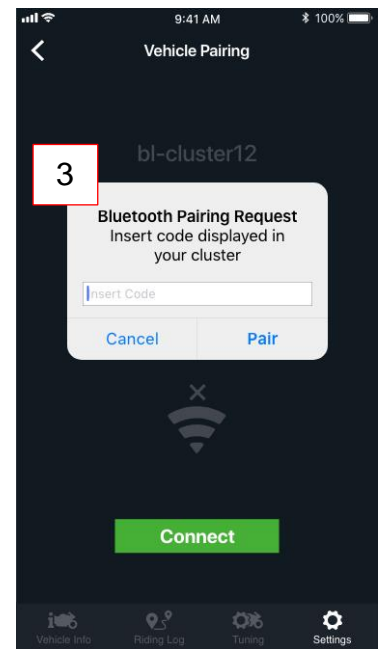 9:41 AM
100%
Vehicle Pairing
bl-cluster12
3
Bluetooth Pairing Request
Insert code displayed in
your cluster
Insert Code
Cancel
Pair
Connect
Vehicle Info
Riding Log
Tuning
Settings